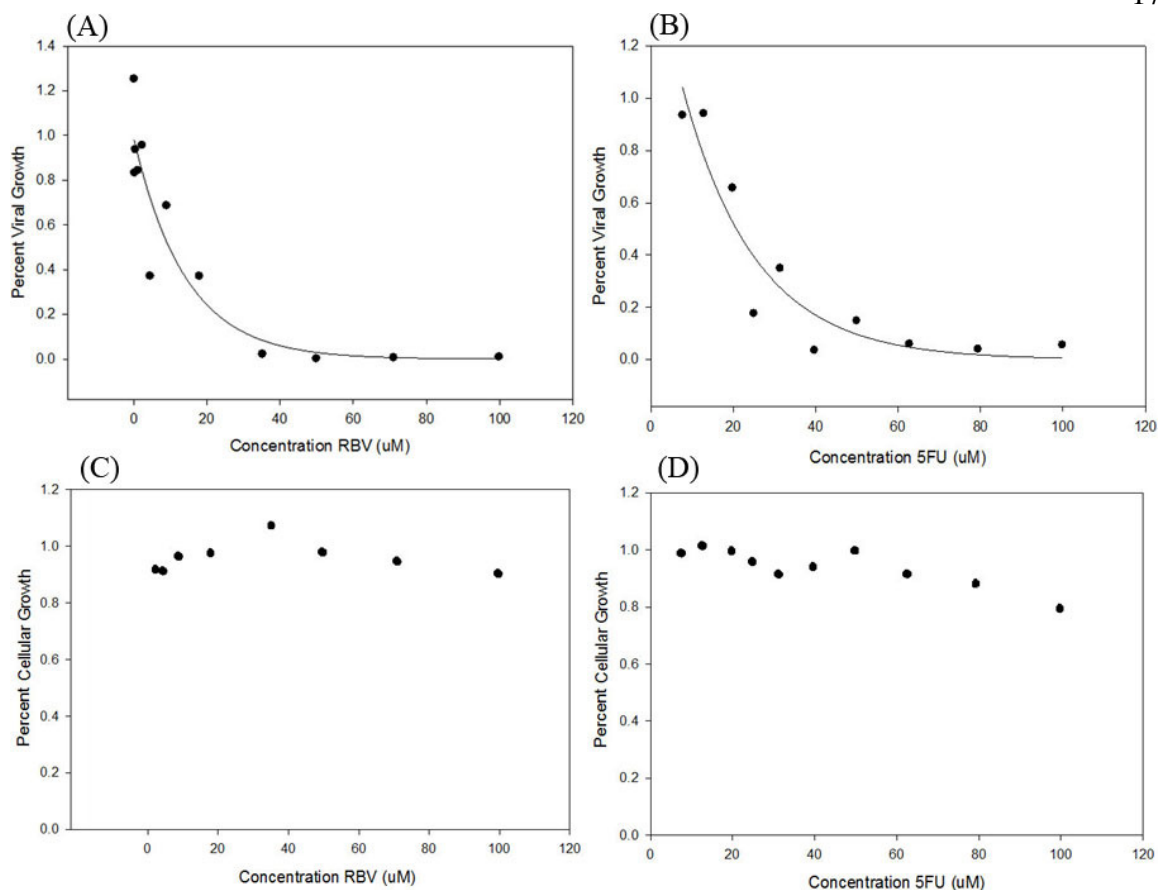 (A)
1.4
1.2
1.0
0.8
0.6
0.4
0.2
0.0
Percent Viral Growth
0 20 40 60 80 100 120
Concentration RBV (uM)
(B)
1.2
1.0
0.8
0.6
0.4
0.2
0.0
Percent Viral Growth
0 20 40 60 80 100 120
Concentration 5FU (uM)
(C)
1.2
1.0
0.8
0.6
0.4
0.2
0.0
Percent Cellular Growth
0 20 40 60 80 100 120
Concentration RBV (uM)
(D)
1.2
1.0
0.8
0.6
0.4
0.2
0.0
Percent Cellular Growth
0 20 40 60 80 100 120
Concentration 5FU (uM)